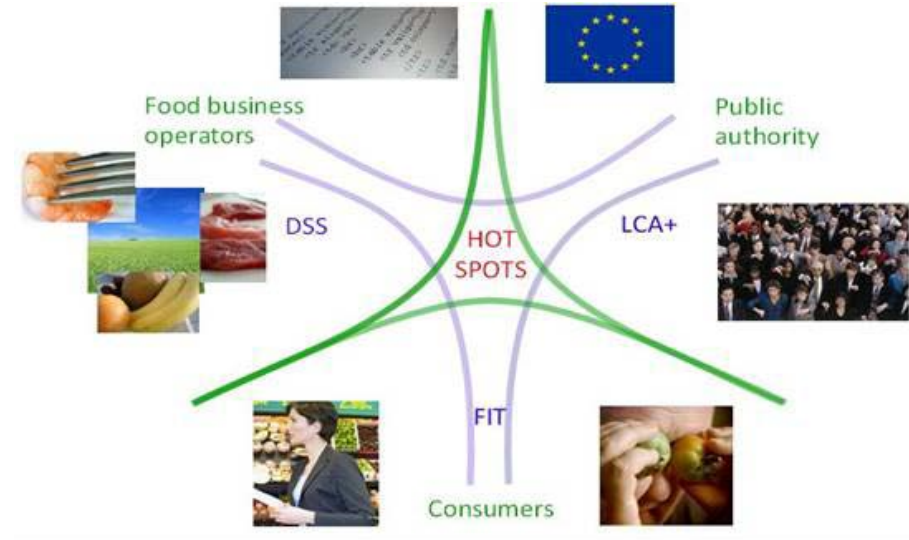 Food business
operators
Public
authority
DSS
LCA+
HOT
SPOTS
FIT
Consumers